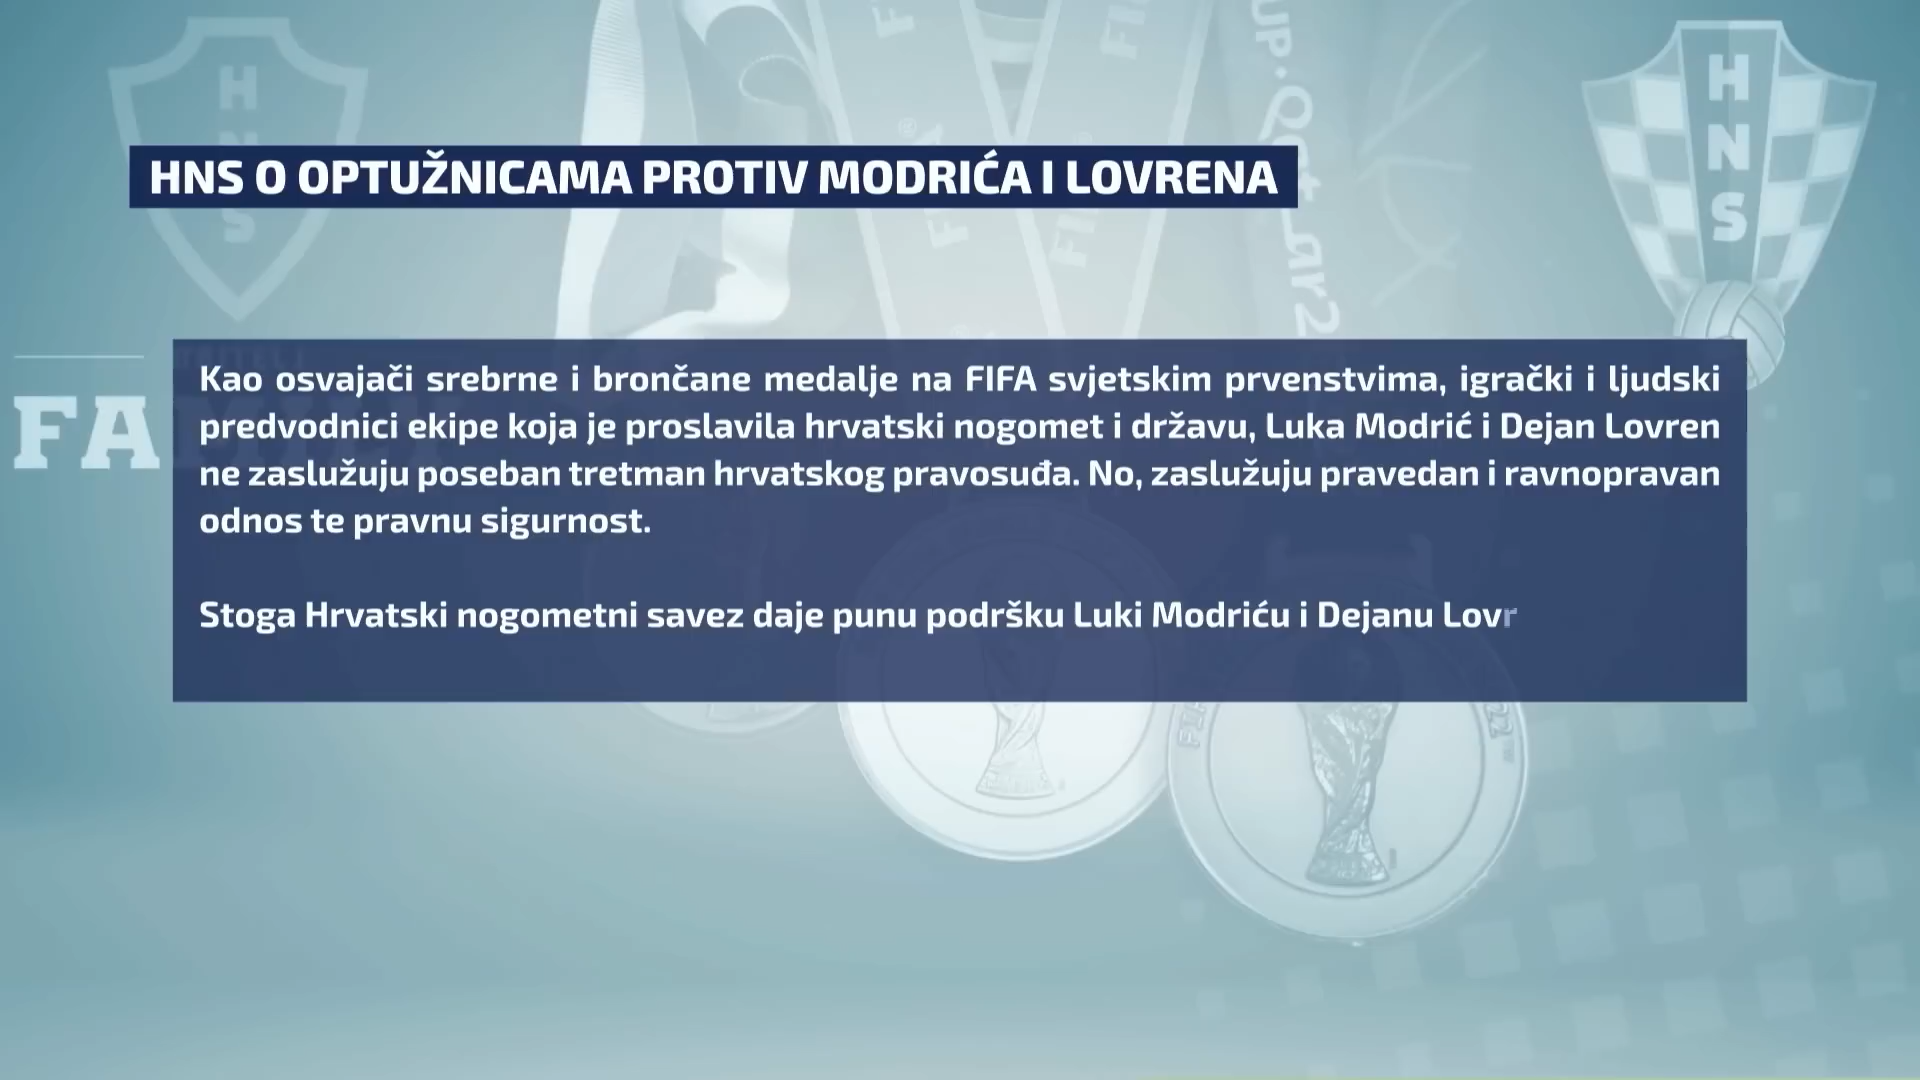 HNS
HNS
HNS O OPTUŽNICAMA PROTIV MODRIĆA I LOVRENA
Kao osvajači srebrne i brončane medalje na FIFA svjetskim prvenstvima, igrački i ljudski
predvodnici ekipe koja je proslavila hrvatski nogomet i državu, Luka Modrić i Dejan Lovren
ne zaslužuju poseban tretman hrvatskog pravosuđa. No, zaslužuju pravedan i ravnopravan
odnos te pravnu sigurnost.
Stoga Hrvatski nogometni savez daje punu podršku Luki Modriću i Dejanu Lovr